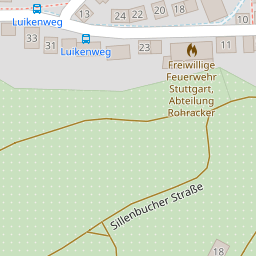 24
22
20
18
13
Luikenweg
33
31
23
11
Luikenweg
Freiwillige
Feuerwehr
Stuttgart,
Abteilung
Rohracker
Sillenbucher Straße
18